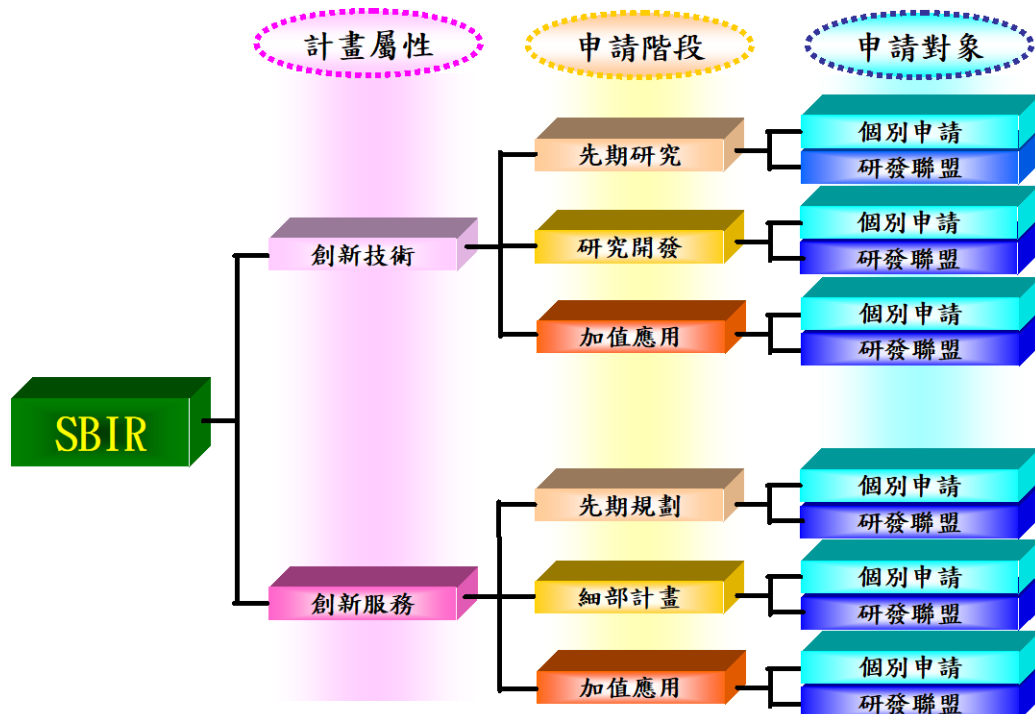 計畫屬性
申請階段
申請對象
先期研究
個別申請
研發聯盟
創新技術
研究開發
個別申請
研發聯盟
加值應用
個別申請
研發聯盟
SBIR
先期規劃
個別申請
研發聯盟
創新服務
細部計畫
個別申請
研發聯盟
加值應用
個別申請
研發聯盟